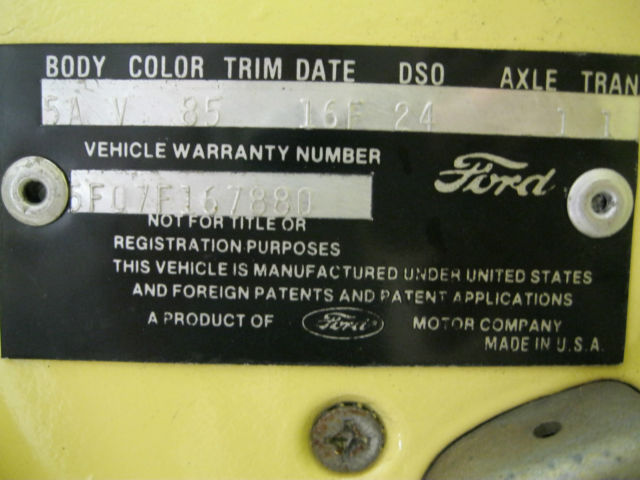 BODY COLOR TRIM DATE DSO AXLE TRAN
5A V 85 16F 24 1 1
VEHICLE WARRANTY NUMBER
5F07F167880
Ford
NOT FOR TITLE OR
REGISTRATION PURPOSES
THIS VEHICLE IS MANUFACTURED UNDER UNITED STATES
AND FOREIGN PATENTS AND PATENT APPLICATIONS
A PRODUCT OF Ford MOTOR COMPANY
MADE IN U.S.A.